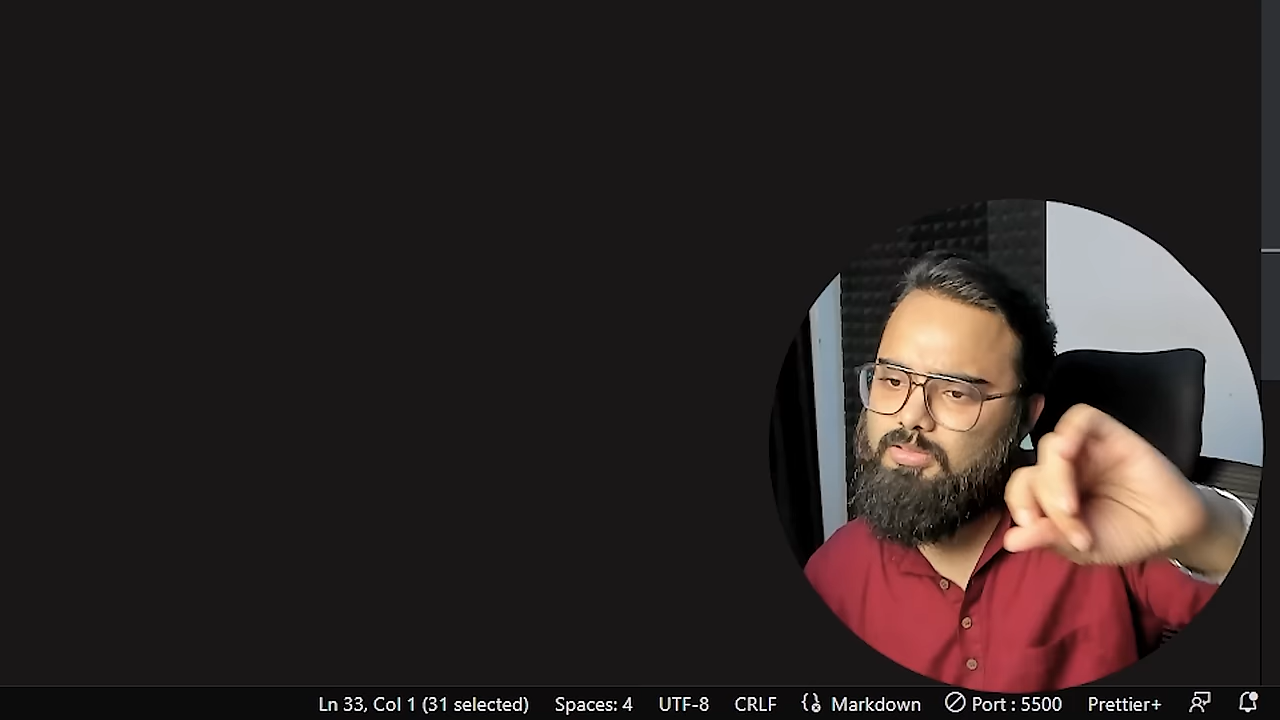 Ln 33, Col 1 (31 selected) Spaces: 4 UTF-8 CRLF Markdown Port : 5500 Prettier+